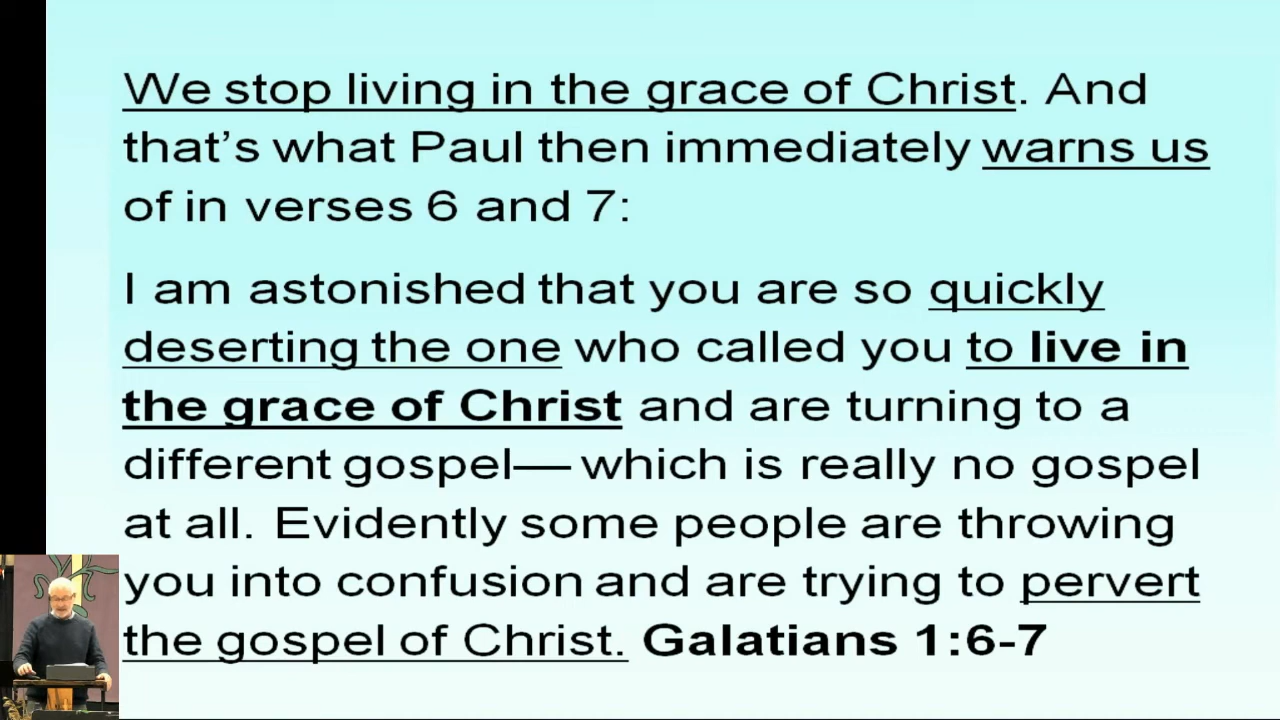 We stop living in the grace of Christ. And
that’s what Paul then immediately warns us
of in verses 6 and 7:
I am astonished that you are so quickly
deserting the one who called you to live in
the grace of Christ and are turning to a
different gospel— which is really no gospel
at all. Evidently some people are throwing
you into confusion and are trying to pervert
the gospel of Christ. Galatians 1:6-7